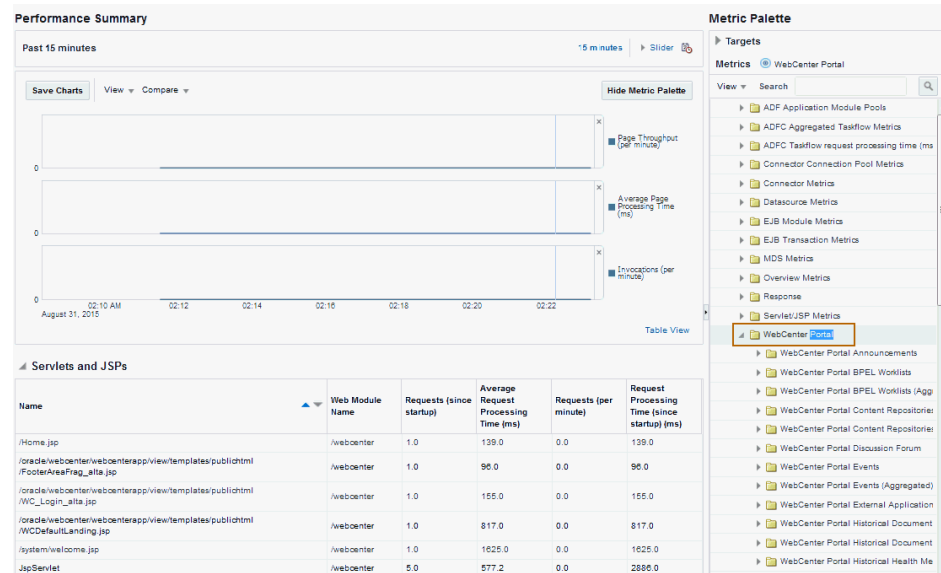 Performance Summary
Past 15 minutes
15 minutes
Slider
Save Charts
View
Compare
Hide Metric Palette
0
Page Throughput
(per minute)
0
Average Page
Processing Time
(ms)
0
Invocations (per
minute)
02:10 AM
02:12
02:14
02:16
02:18
02:20
02:22
August 31, 2015
Table View
Servlets and JSPs
Name
Web Module
Name
Requests (since
startup)
Average
Request
Processing
Time (ms)
Requests (per
minute)
Request
Processing
Time (since
startup) (ms)
/Home.jsp /webcenter 1.0 139.0 0.0 139.0
/oracle/webcenter/webcenterapp/view/templates/publichtml
/FooterAreaFrag_alta.jsp /webcenter 1.0 96.0 0.0 96.0
/oracle/webcenter/webcenterapp/view/templates/publichtml
/WC_Login_alta.jsp /webcenter 1.0 155.0 0.0 155.0
/oracle/webcenter/webcenterapp/view/templates/publichtml
/WCDefaultLanding.jsp /webcenter 1.0 817.0 0.0 817.0
/system/welcome.jsp /webcenter 1.0 1625.0 0.0 1625.0
JspServlet /webcenter 5.0 577.2 0.0 2886.0
Metric Palette
Targets
Metrics WebCenter Portal
View Search
ADF Application Module Pools
ADFC Aggregated Taskflow Metrics
ADFC Taskflow request processing time (ms
Connector Connection Pool Metrics
Connector Metrics
Datasource Metrics
EJB Module Metrics
EJB Transaction Metrics
MDS Metrics
Overview Metrics
Response
Servlet/JSP Metrics
WebCenter Portal
WebCenter Portal Announcements
WebCenter Portal BPEL Worklists
WebCenter Portal BPEL Worklists (Aggr
WebCenter Portal Content Repositories
WebCenter Portal Content Repositories
WebCenter Portal Discussion Forum
WebCenter Portal Events
WebCenter Portal Events (Aggregated)
WebCenter Portal External Application
WebCenter Portal Historical Document
WebCenter Portal Historical Document
WebCenter Portal Historical Health Me